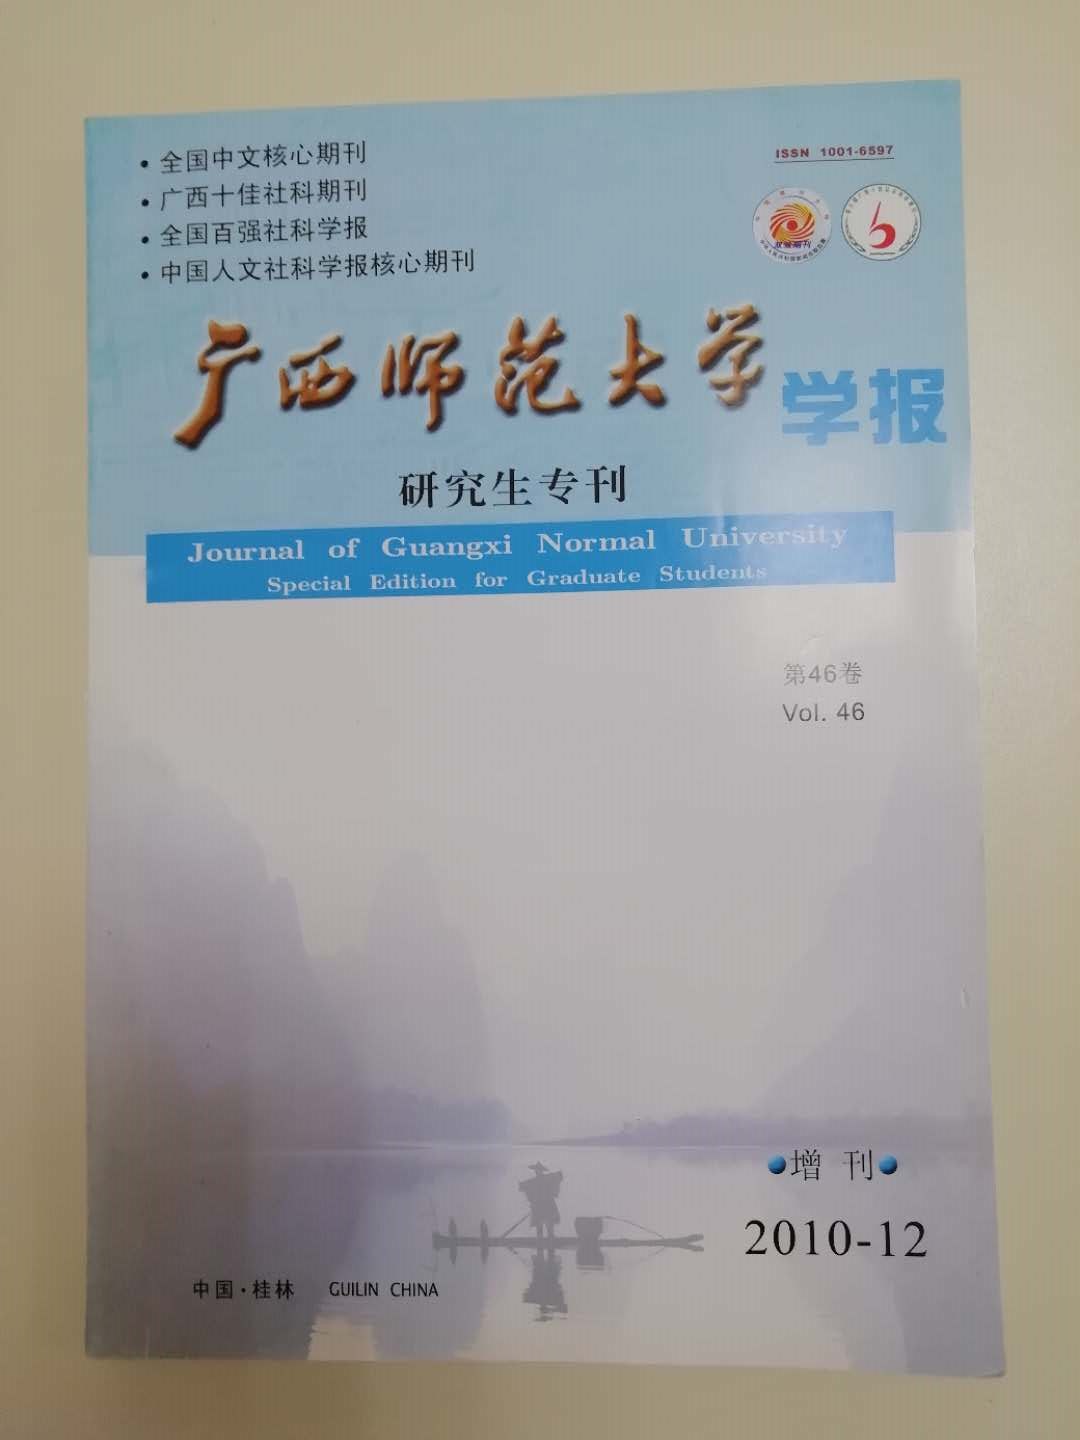 • 全国中文核心期刊
• 广西十佳社科期刊
• 全国百强社科学报
• 中国人文社科学报核心期刊
ISSN 1001-6597
双效期刊
广西师范大学
学报
研究生专刊
Journal of Guangxi Normal University
Special Edition for Graduate Students
第46卷
Vol. 46
增刊
2010-12
中国·桂林 GUILIN CHINA